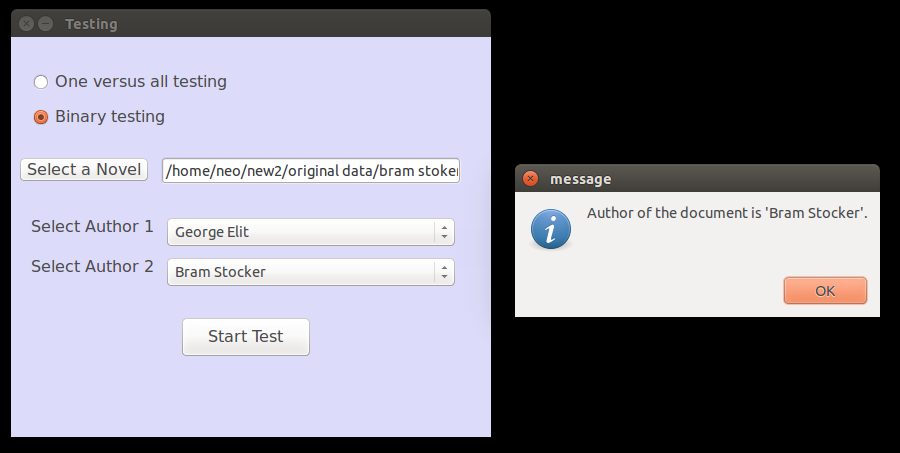 Testing
One versus all testing
Binary testing
Select a Novel /home/neo/new2/original data/bram stoker
Select Author 1 George Elit
Select Author 2 Bram Stocker
Start Test
message
Author of the document is 'Bram Stocker'.
OK